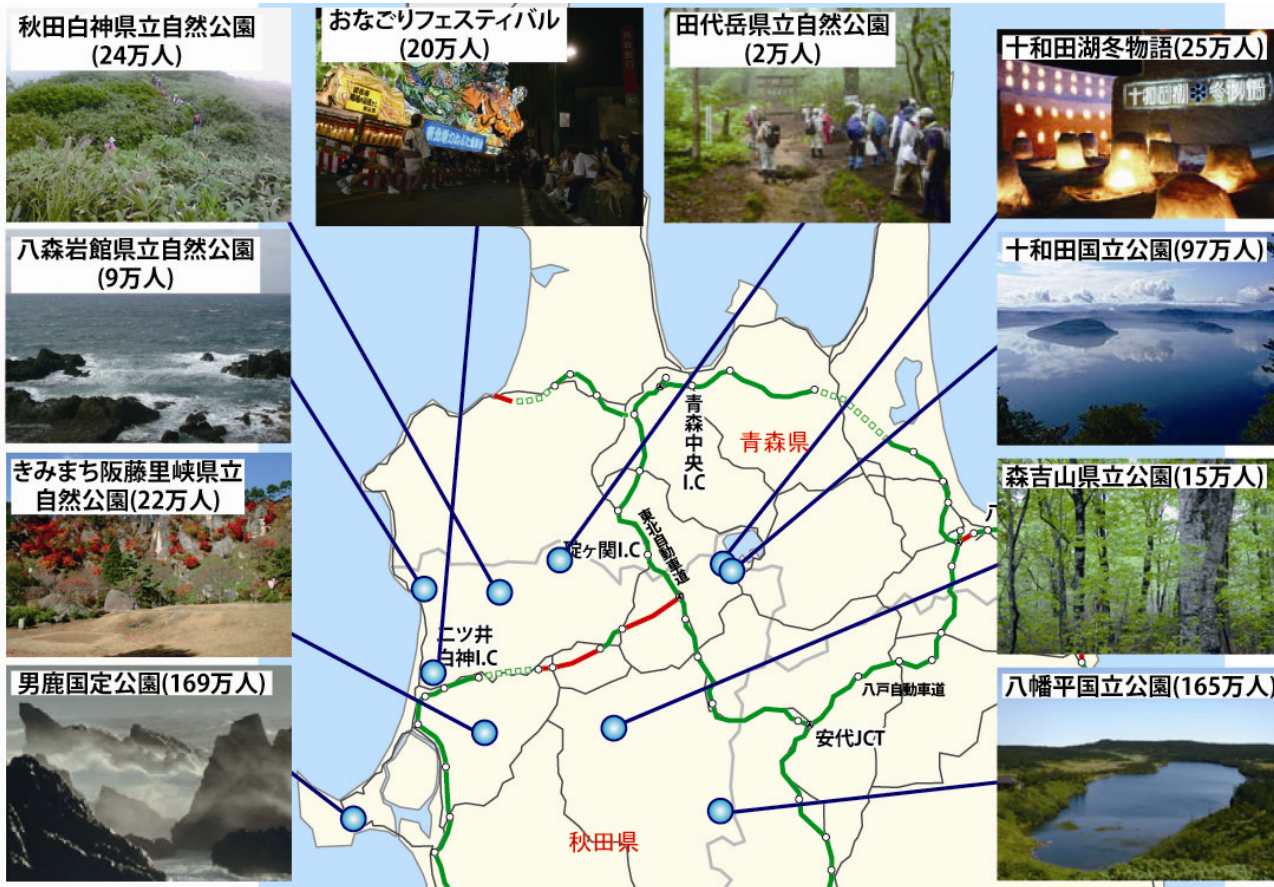 秋田白神県立自然公園
(24万人)
おなごりフェスティバル
(20万人)
田代岳県立自然公園
(2万人)
十和田湖冬物語(25万人)
十和田湖 冬物語
八森岩館県立自然公園
(9万人)
東北電力ねぶた
十和田国立公園(97万人)
きみまち阪藤里峡県立
自然公園(22万人)
青森中央
I.C
青森県
森吉山県立公園(15万人)
八
東北自動車道
碇ヶ関I.C
二ツ井
白神I.C
男鹿国定公園(169万人)
八戸自動車道
八幡平国立公園(165万人)
安代JCT
秋田県